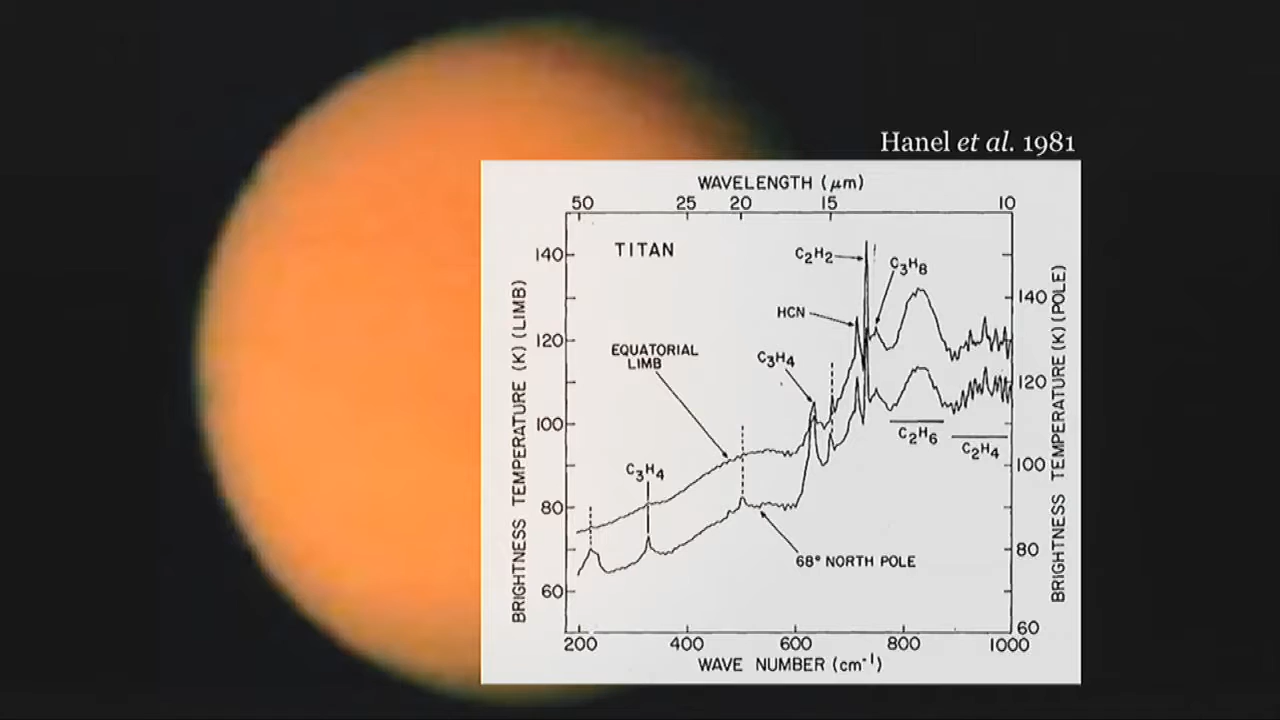 Hanel et al. 1981
WAVELENGTH (μm)
50 25 20 15 10
TITAN
C2H2
C3H8
HCN
EQUATORIAL
LIMB
C3H4
C3H4
C2H6
C2H4
68° NORTH POLE
BRIGHTNESS TEMPERATURE (K) (LIMB)
140
120
100
80
60
BRIGHTNESS TEMPERATURE (K) (POLE)
140
120
100
80
60
200 400 600 800 1000
WAVE NUMBER (cm-1)